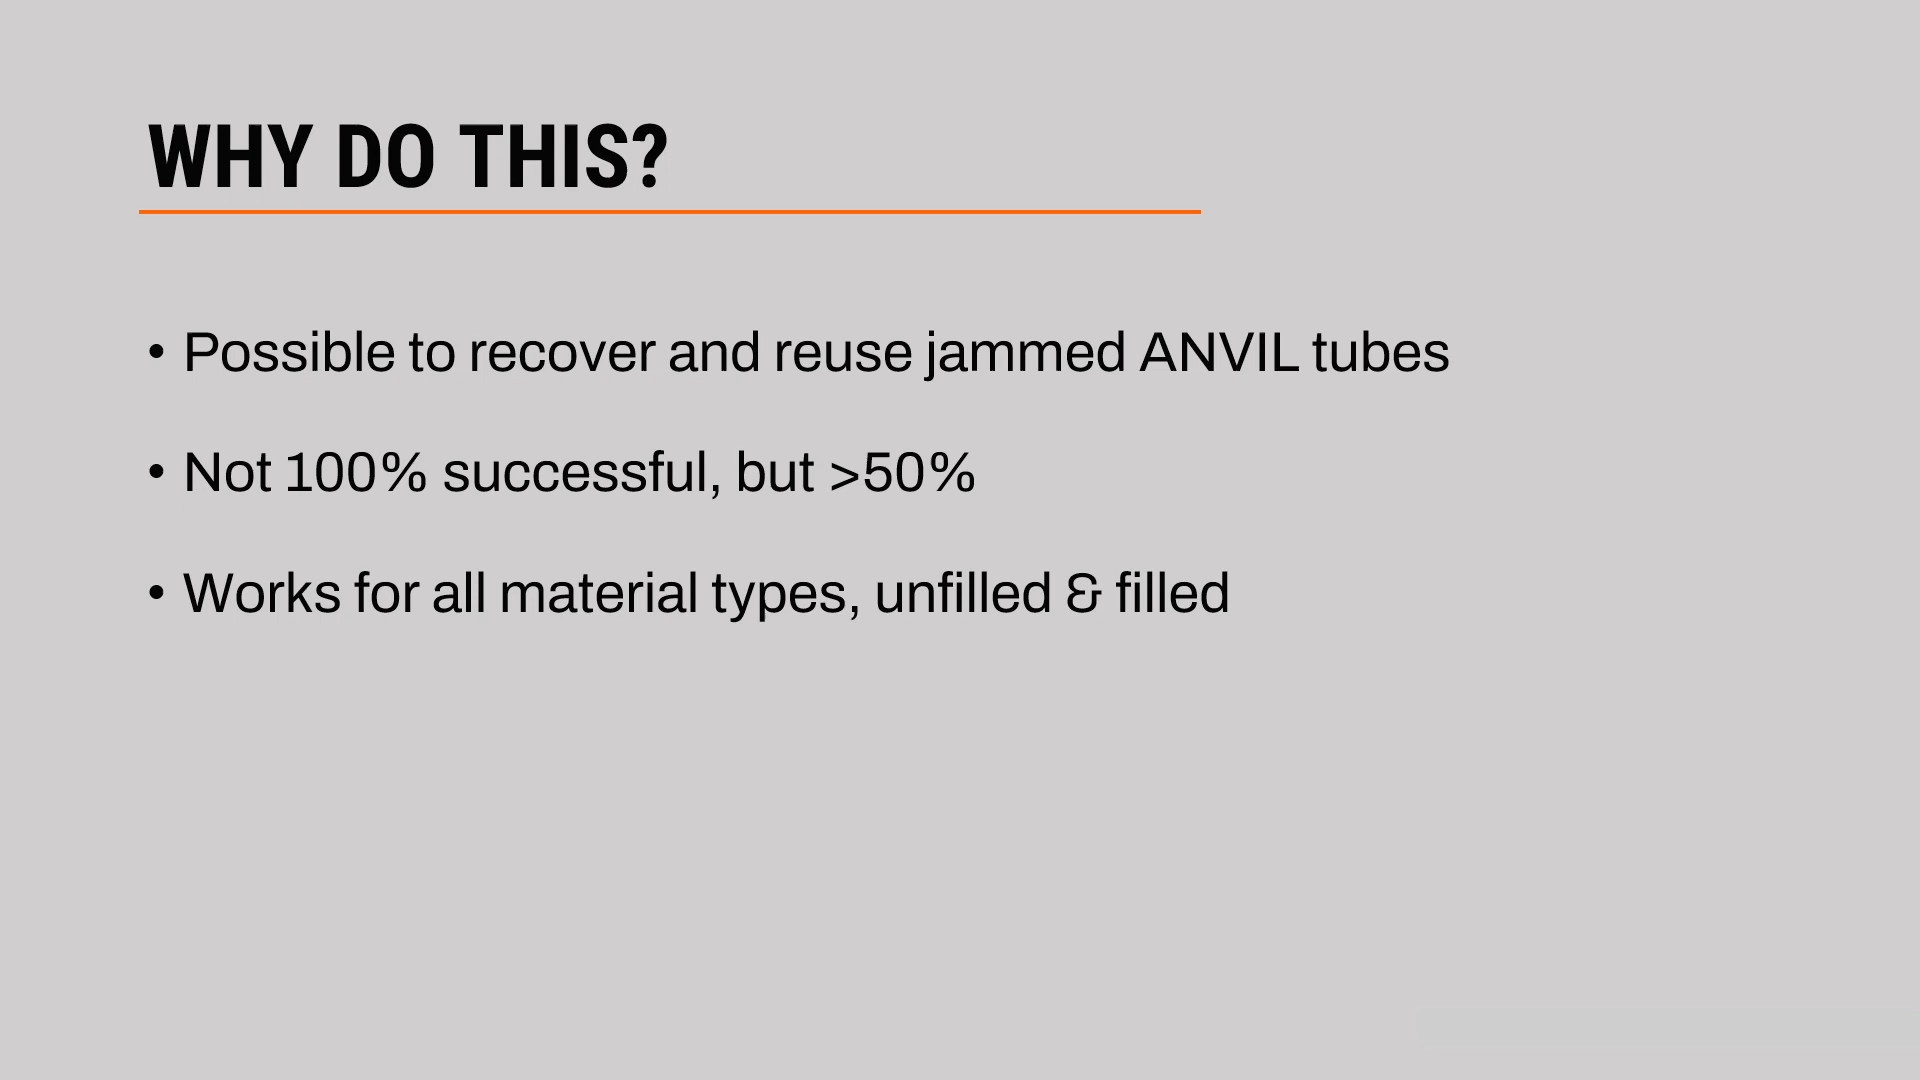 WHY DO THIS?
• Possible to recover and reuse jammed ANVIL tubes
• Not 100% successful, but >50%
• Works for all material types, unfilled & filled